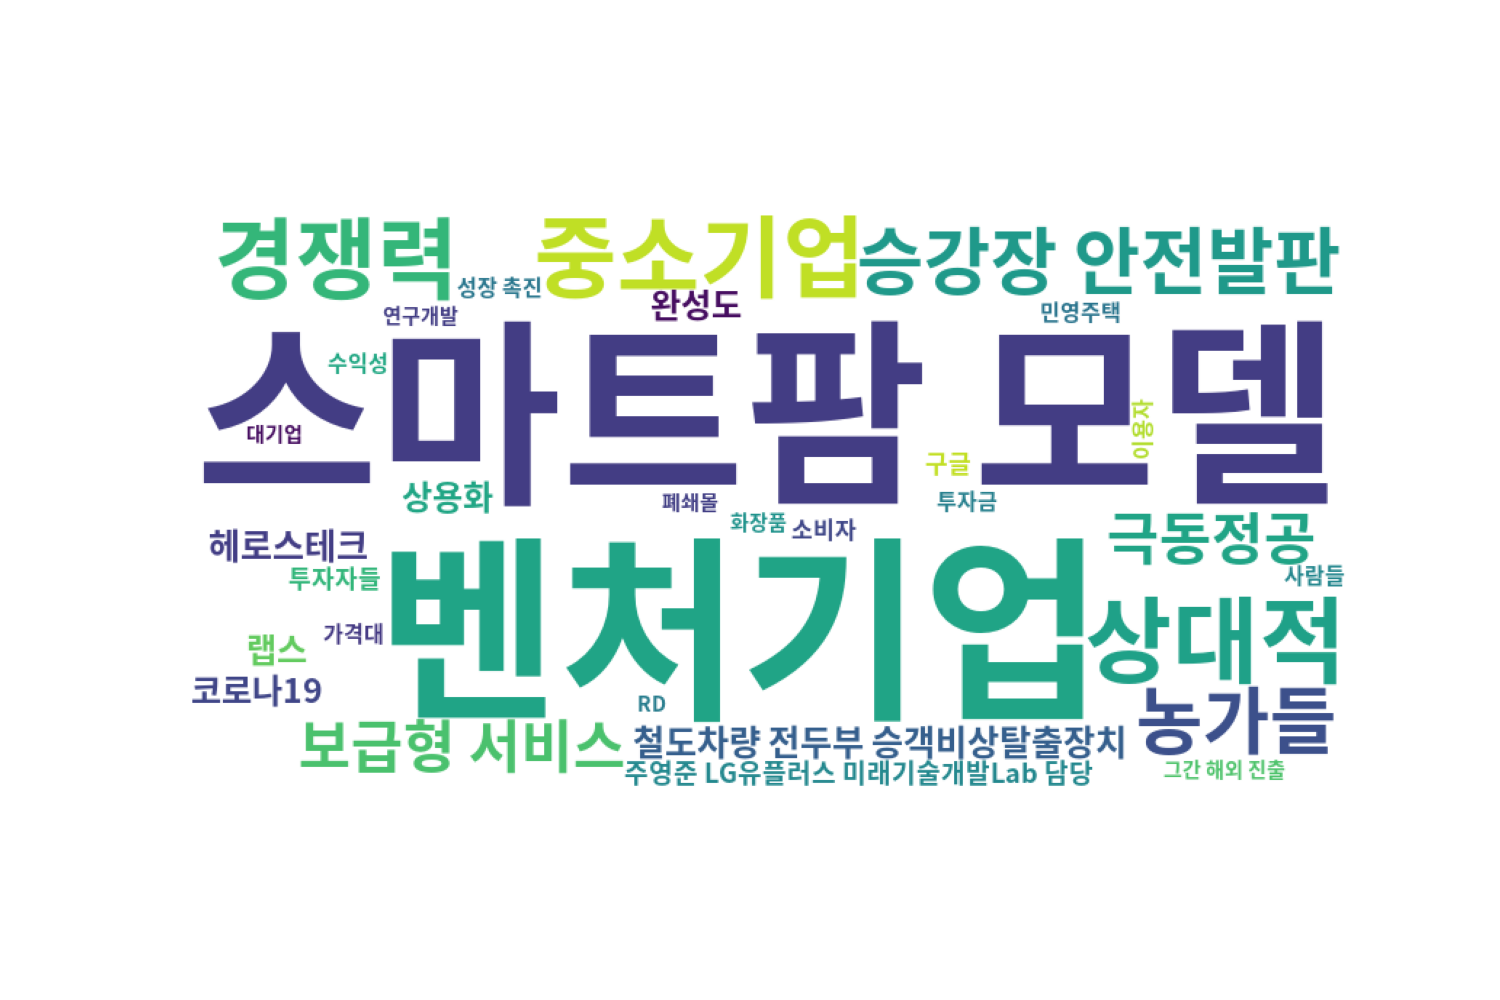 경쟁력
중소기업
승강장 안전발판
성장 촉진
완성도
연구개발
민영주택
수익성
스마트팜 모델
대기업
이용자
구글
상용화
폐쇄몰
투자금
화장품
소비자
극동정공
헤로스테크
투자자들
사람들
벤처기업
가격대
상대적
랩스
코로나19
RD
농가들
보급형 서비스
철도차량 전두부 승객비상탈출장치
주영준 LG유플러스 미래기술개발Lab 담당
그간 해외 진출